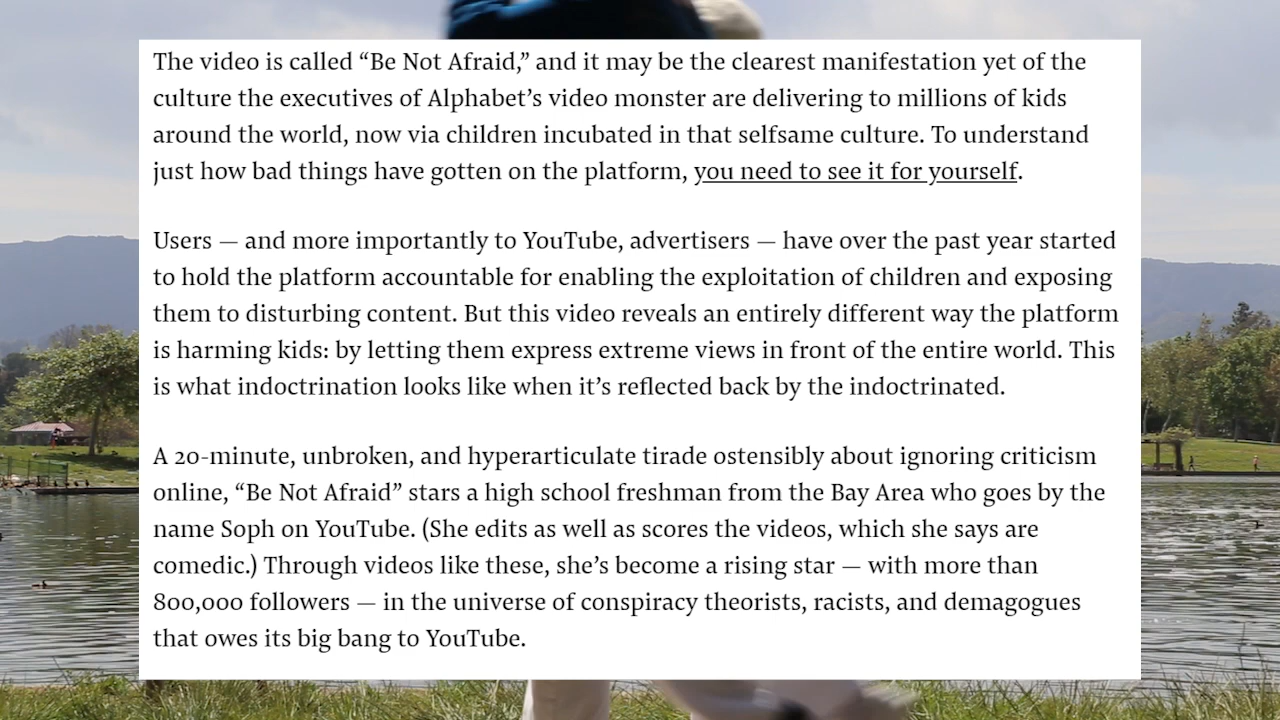 The video is called “Be Not Afraid,” and it may be the clearest manifestation yet of the
culture the executives of Alphabet’s video monster are delivering to millions of kids
around the world, now via children incubated in that selfsame culture. To understand
just how bad things have gotten on the platform, you need to see it for yourself.
Users — and more importantly to YouTube, advertisers — have over the past year started
to hold the platform accountable for enabling the exploitation of children and exposing
them to disturbing content. But this video reveals an entirely different way the platform
is harming kids: by letting them express extreme views in front of the entire world. This
is what indoctrination looks like when it’s reflected back by the indoctrinated.
A 20-minute, unbroken, and hyperarticulate tirade ostensibly about ignoring criticism
online, “Be Not Afraid” stars a high school freshman from the Bay Area who goes by the
name Soph on YouTube. (She edits as well as scores the videos, which she says are
comedic.) Through videos like these, she’s become a rising star — with more than
800,000 followers — in the universe of conspiracy theorists, racists, and demagogues
that owes its big bang to YouTube.